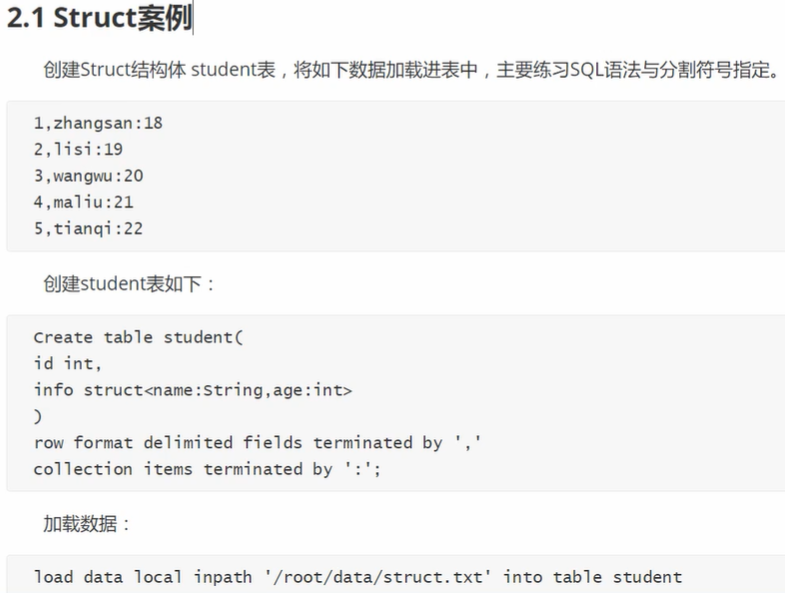 2.1 Struct案例
创建Struct结构体 student表，将如下数据加载进表中，主要练习SQL语法与分割符号指定。
1,zhangsan:18
2,lisi:19
3,wangwu:20
4,maliu:21
5,tianqi:22
创建student表如下：
Create table student(
id int,
info struct<name:String,age:int>
)
row format delimited fields terminated by ','
collection items terminated by ':';
加载数据：
load data local inpath '/root/data/struct.txt' into table student